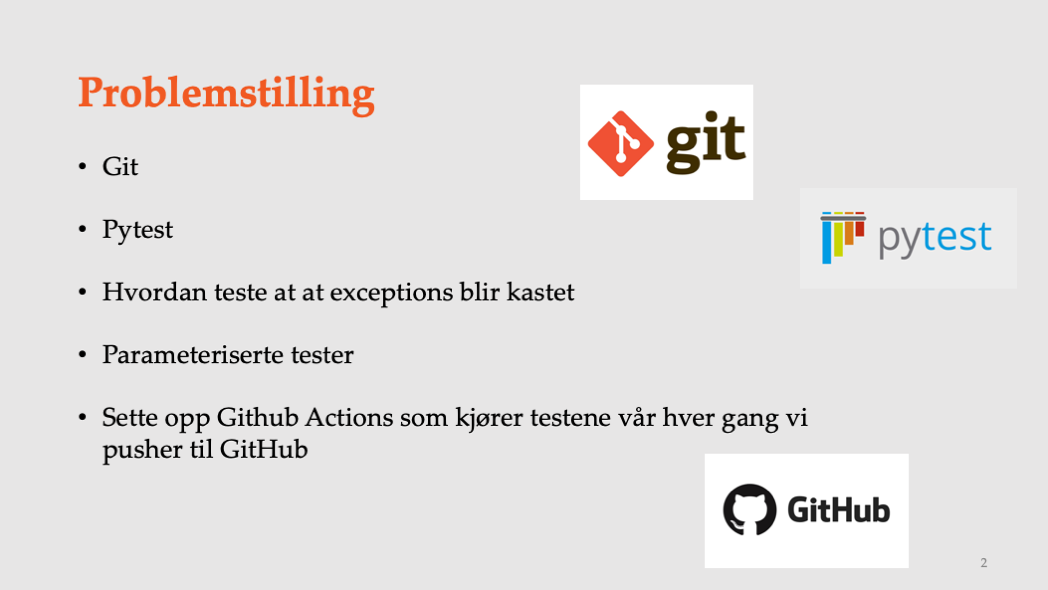 Problemstilling
git
• Git
pytest
• Pytest
• Hvordan teste at at exceptions blir kastet
• Parameteriserte tester
• Sette opp Github Actions som kjører testene vår hver gang vi
pusher til GitHub
GitHub
2